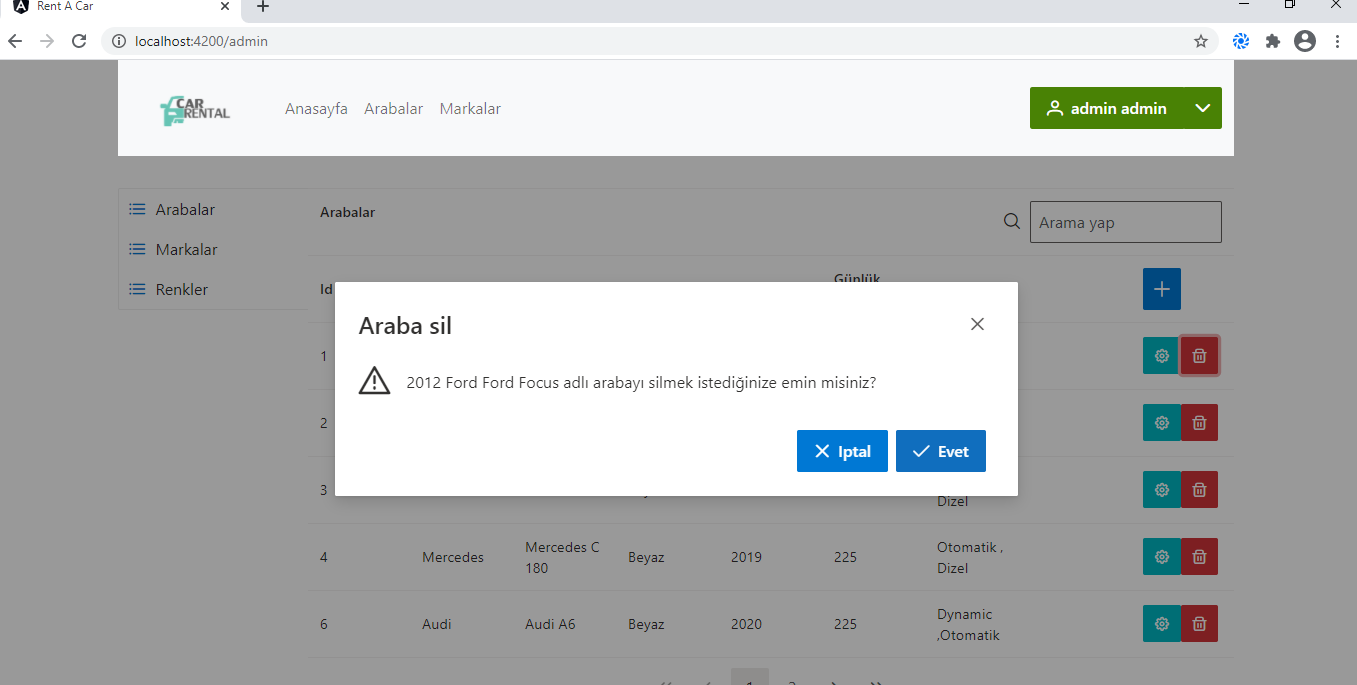 Rent A Car
localhost:4200/admin
CAR
RENTAL
Anasayfa Arabalar Markalar
admin admin
Arabalar
Markalar
Renkler
Arabalar
Arama yap
Id
Günlük
1
Araba sil
2012 Ford Ford Focus adlı arabayı silmek istediğinize emin misiniz?
Iptal Evet
2
3
Dizel
4 Mercedes Mercedes C 180 Beyaz 2019 225 Otomatik , Dizel
6 Audi Audi A6 Beyaz 2020 225 Dynamic ,Otomatik
1